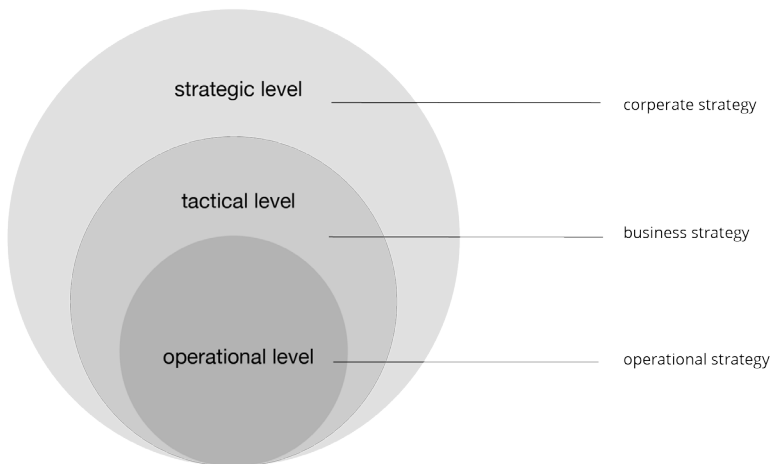 strategic level
corperate strategy
tactical level
business strategy
operational level
operational strategy